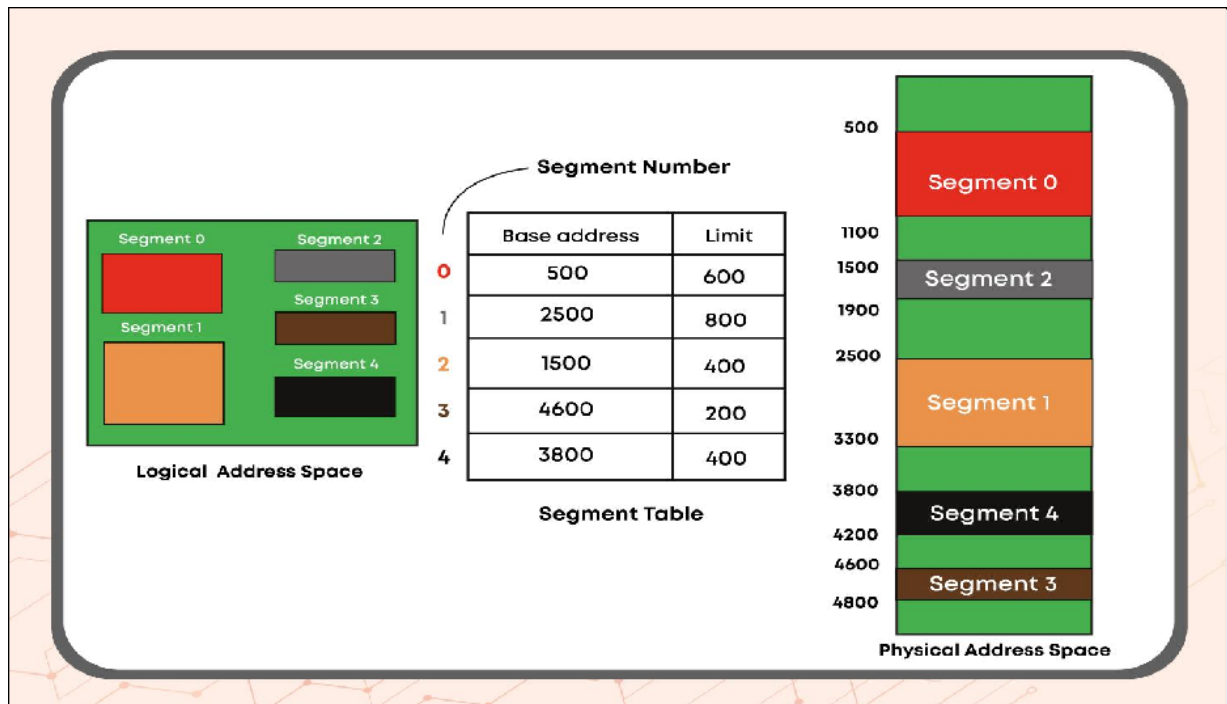 Segment 0
Segment 2
Segment 3
Segment 1
Segment 4
Logical Address Space
Segment Number
Base address Limit
0 500 600
1 2500 800
2 1500 400
3 4600 200
4 3800 400
Segment Table
500
Segment 0
1100
1500
Segment 2
1900
2500
Segment 1
3300
3800
Segment 4
4200
4600
Segment 3
4800
Physical Address Space